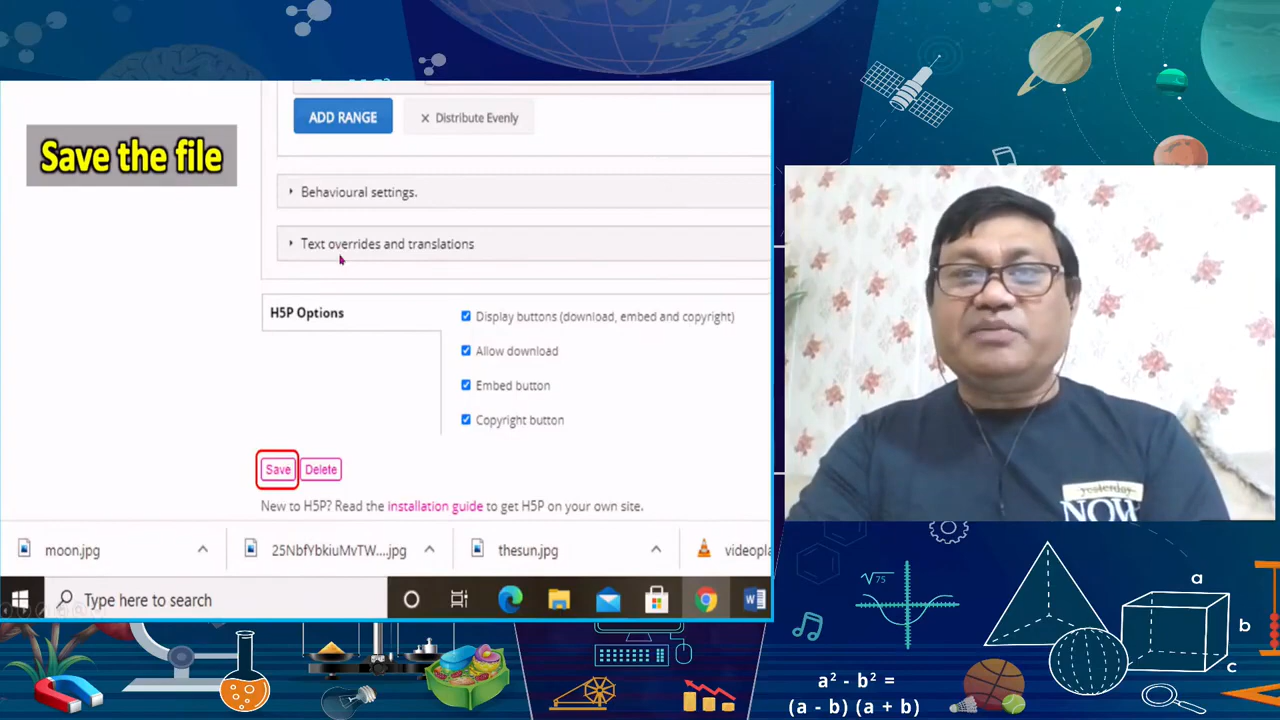 Save the file
ADD RANGE
× Distribute Evenly
Behavioural settings.
Text overrides and translations
H5P Options
Display buttons (download, embed and copyright)
Allow download
Embed button
Copyright button
Save
Delete
New to H5P? Read the installation guide to get H5P on your own site.
moon.jpg
25NbfYbkiuMvTW....jpg
thesun.jpg
videopla
Type here to search
yesterday
NOW
√75
a
b
c
a² - b² =
(a - b) (a + b)